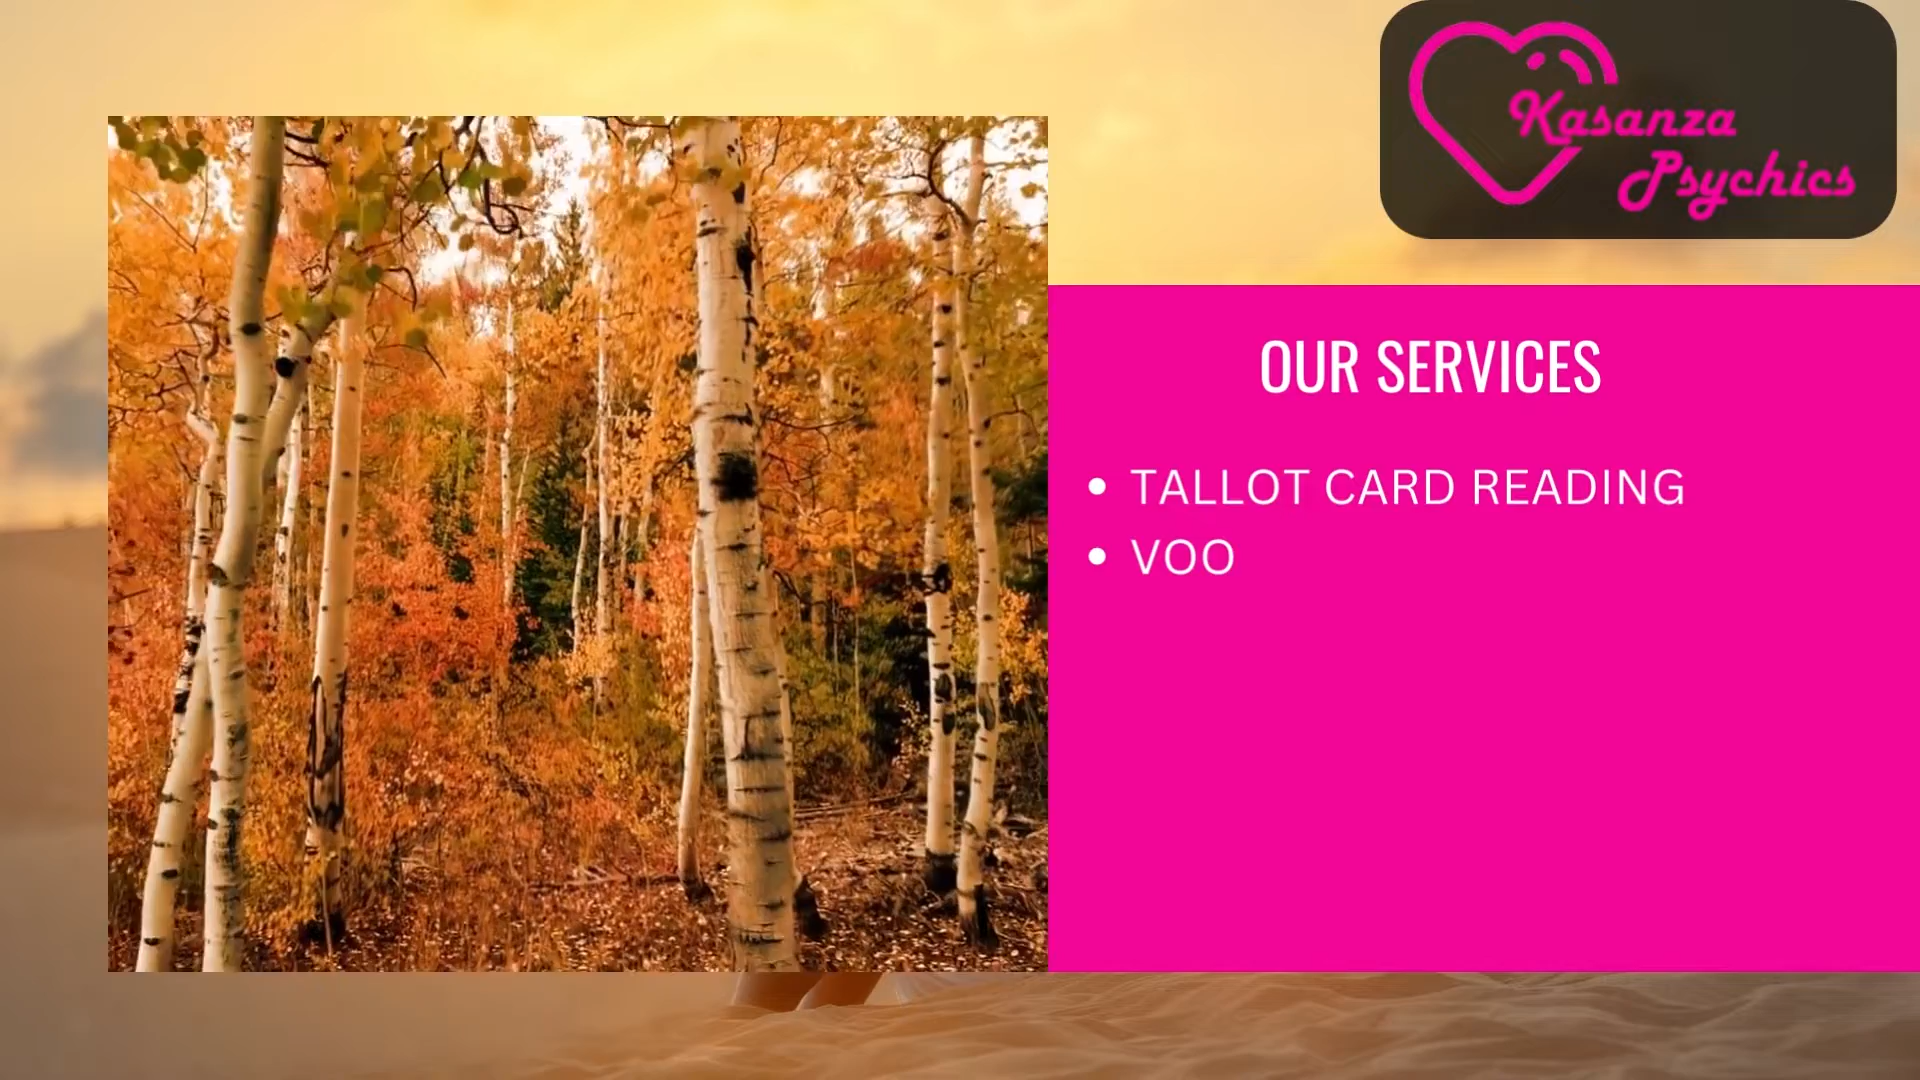 Kasanza
Psychics
OUR SERVICES
• TALLOT CARD READING
• VOO